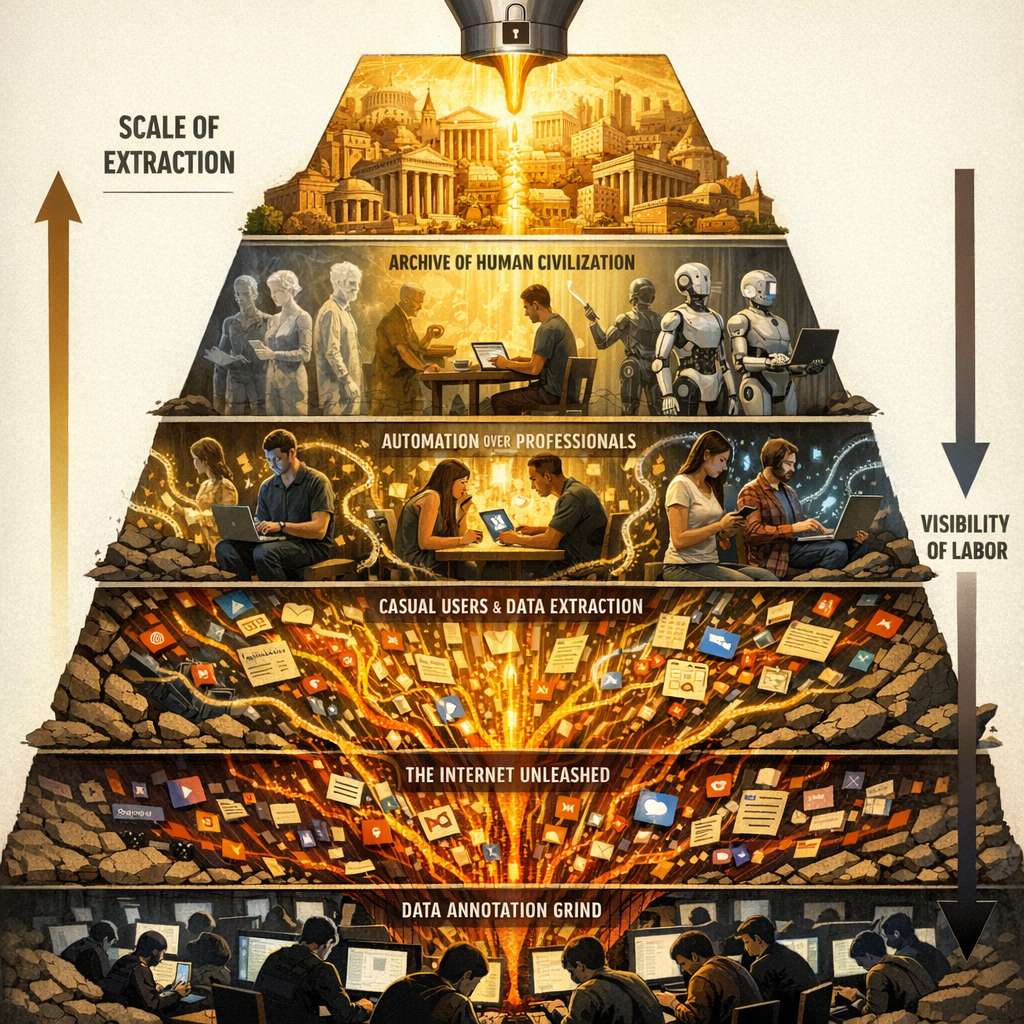 SCALE OF
EXTRACTION
ARCHIVE OF HUMAN CIVILIZATION
AUTOMATION OVER PROFESSIONALS
VISIBILITY
OF LABOR
CASUAL USERS & DATA EXTRACTION
THE INTERNET UNLEASHED
DATA ANNOTATION GRIND